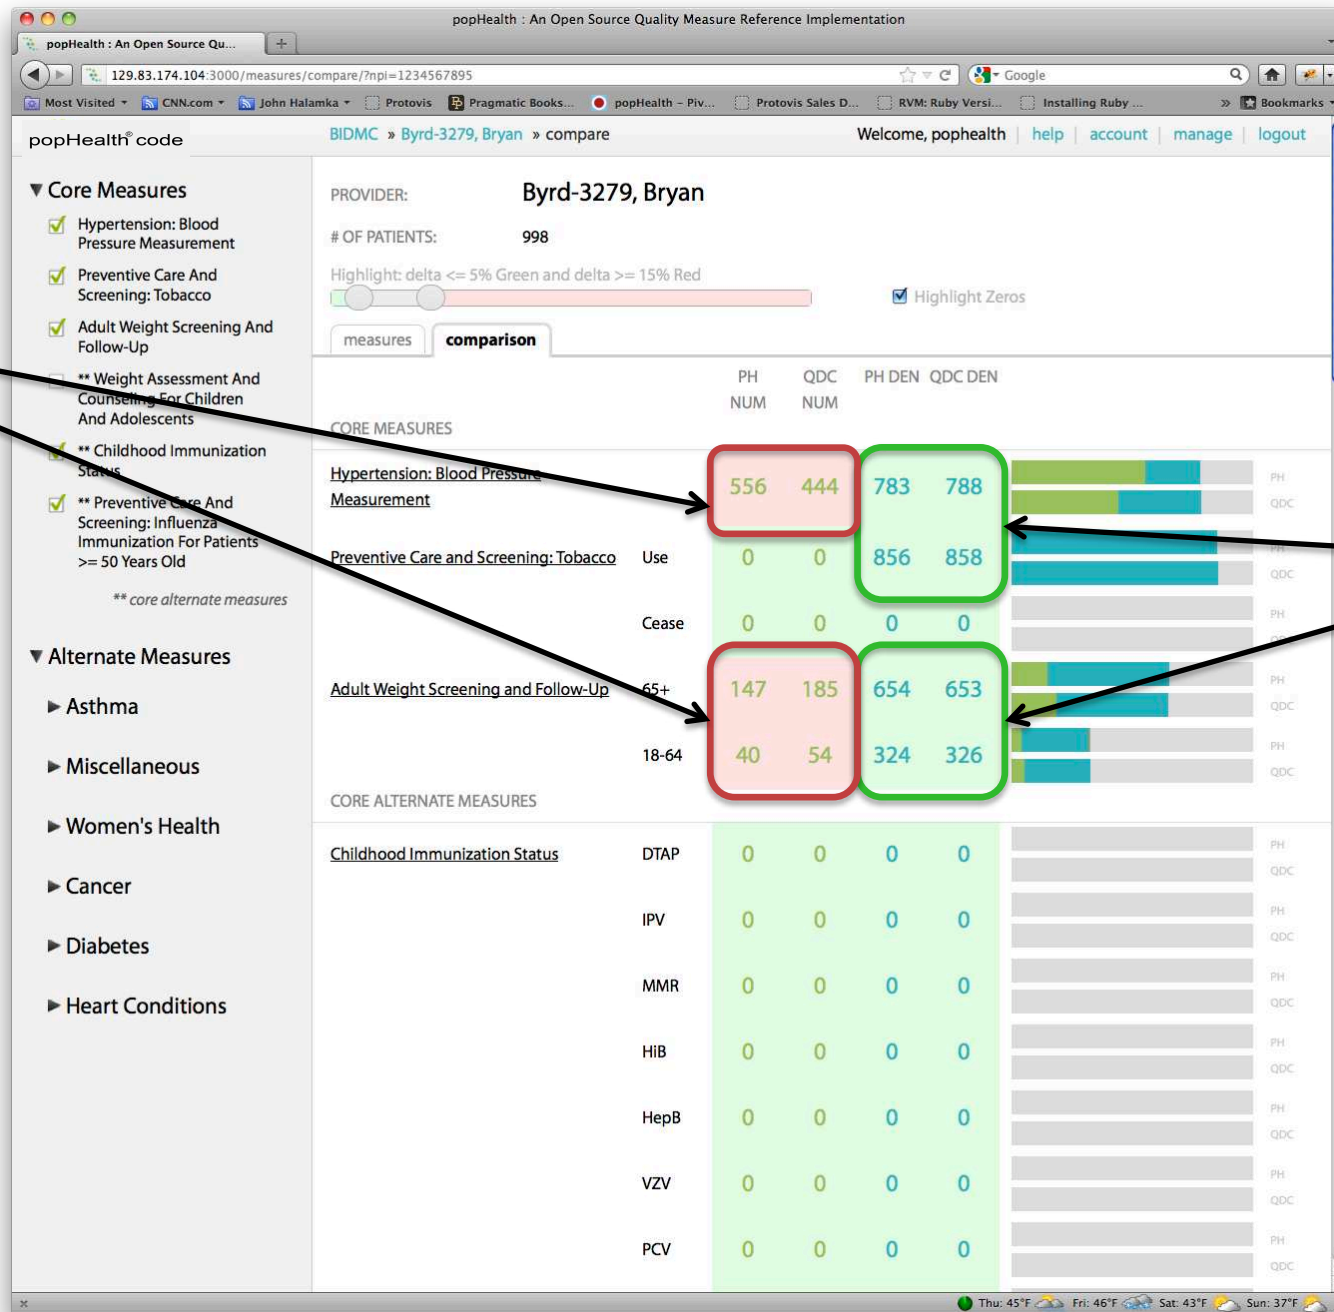 popHealth : An Open Source Quality Measure Reference Implementation
popHealth : An Open Source Qu...
129.83.174.104:3000/measures/compare/?npi=1234567895
Google
Most Visited CNN.com John Halamka Protovis Pragmatic Books... popHealth – Piv... Protovis Sales D... RVM: Ruby Versi... Installing Ruby ... » Bookmarks
popHealth® code
BIDMC » Byrd-3279, Bryan » compare
Welcome, pophealth | help | account | manage | logout
Core Measures
Hypertension: Blood
Pressure Measurement
Preventive Care And
Screening: Tobacco
Adult Weight Screening And
Follow-Up
** Weight Assessment And
Counseling For Children
And Adolescents
** Childhood Immunization
Status
** Preventive Care And
Screening: Influenza
Immunization For Patients
>= 50 Years Old
** core alternate measures
Alternate Measures
Asthma
Miscellaneous
Women's Health
Cancer
Diabetes
Heart Conditions
PROVIDER: Byrd-3279, Bryan
# OF PATIENTS: 998
Highlight: delta <= 5% Green and delta >= 15% Red
Highlight Zeros
measures comparison
PH QDC PH DEN QDC DEN
NUM NUM
CORE MEASURES
Hypertension: Blood Pressure
Measurement
556 444 783 788
PH
QDC
Preventive Care and Screening: Tobacco Use 0 0 856 858
PH
QDC
Cease 0 0 0 0
PH
QDC
Adult Weight Screening and Follow-Up 65+ 147 185 654 653
PH
QDC
18-64 40 54 324 326
PH
QDC
CORE ALTERNATE MEASURES
Childhood Immunization Status DTAP 0 0 0 0
PH
QDC
IPV 0 0 0 0
PH
QDC
MMR 0 0 0 0
PH
QDC
HiB 0 0 0 0
PH
QDC
HepB 0 0 0 0
PH
QDC
VZV 0 0 0 0
PH
QDC
PCV 0 0 0 0
PH
QDC
Thu: 45°F Fri: 46°F Sat: 43°F Sun: 37°F